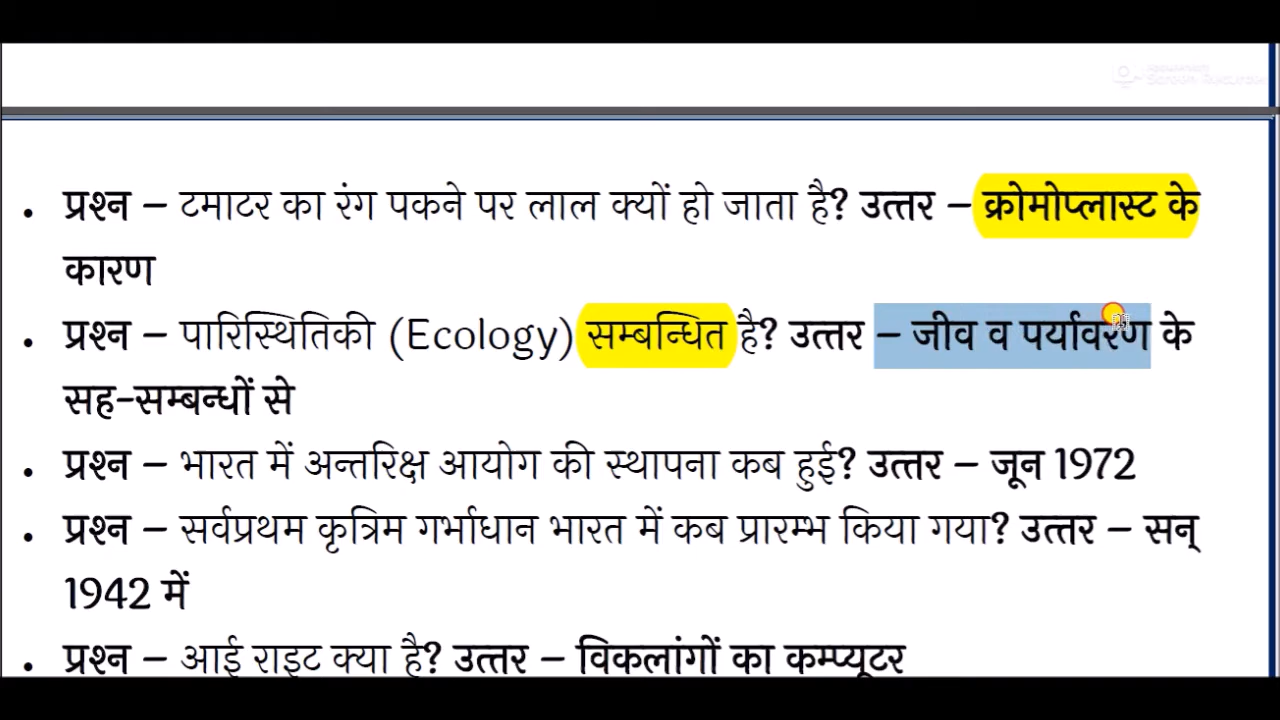 • प्रश्न – टमाटर का रंग पकने पर लाल क्यों हो जाता है? उत्तर – क्रोमोप्लास्ट के
कारण
• प्रश्न – पारिस्थितिकी (Ecology) सम्बन्धित है? उत्तर – जीव व पर्यावरण के
सह-सम्बन्धों से
• प्रश्न – भारत में अन्तरिक्ष आयोग की स्थापना कब हुई? उत्तर – जून 1972
• प्रश्न – सर्वप्रथम कृत्रिम गर्भाधान भारत में कब प्रारम्भ किया गया? उत्तर – सन्
1942 में
• प्रश्न – आई राइट क्या है? उत्तर – विकलांगों का कम्प्यूटर